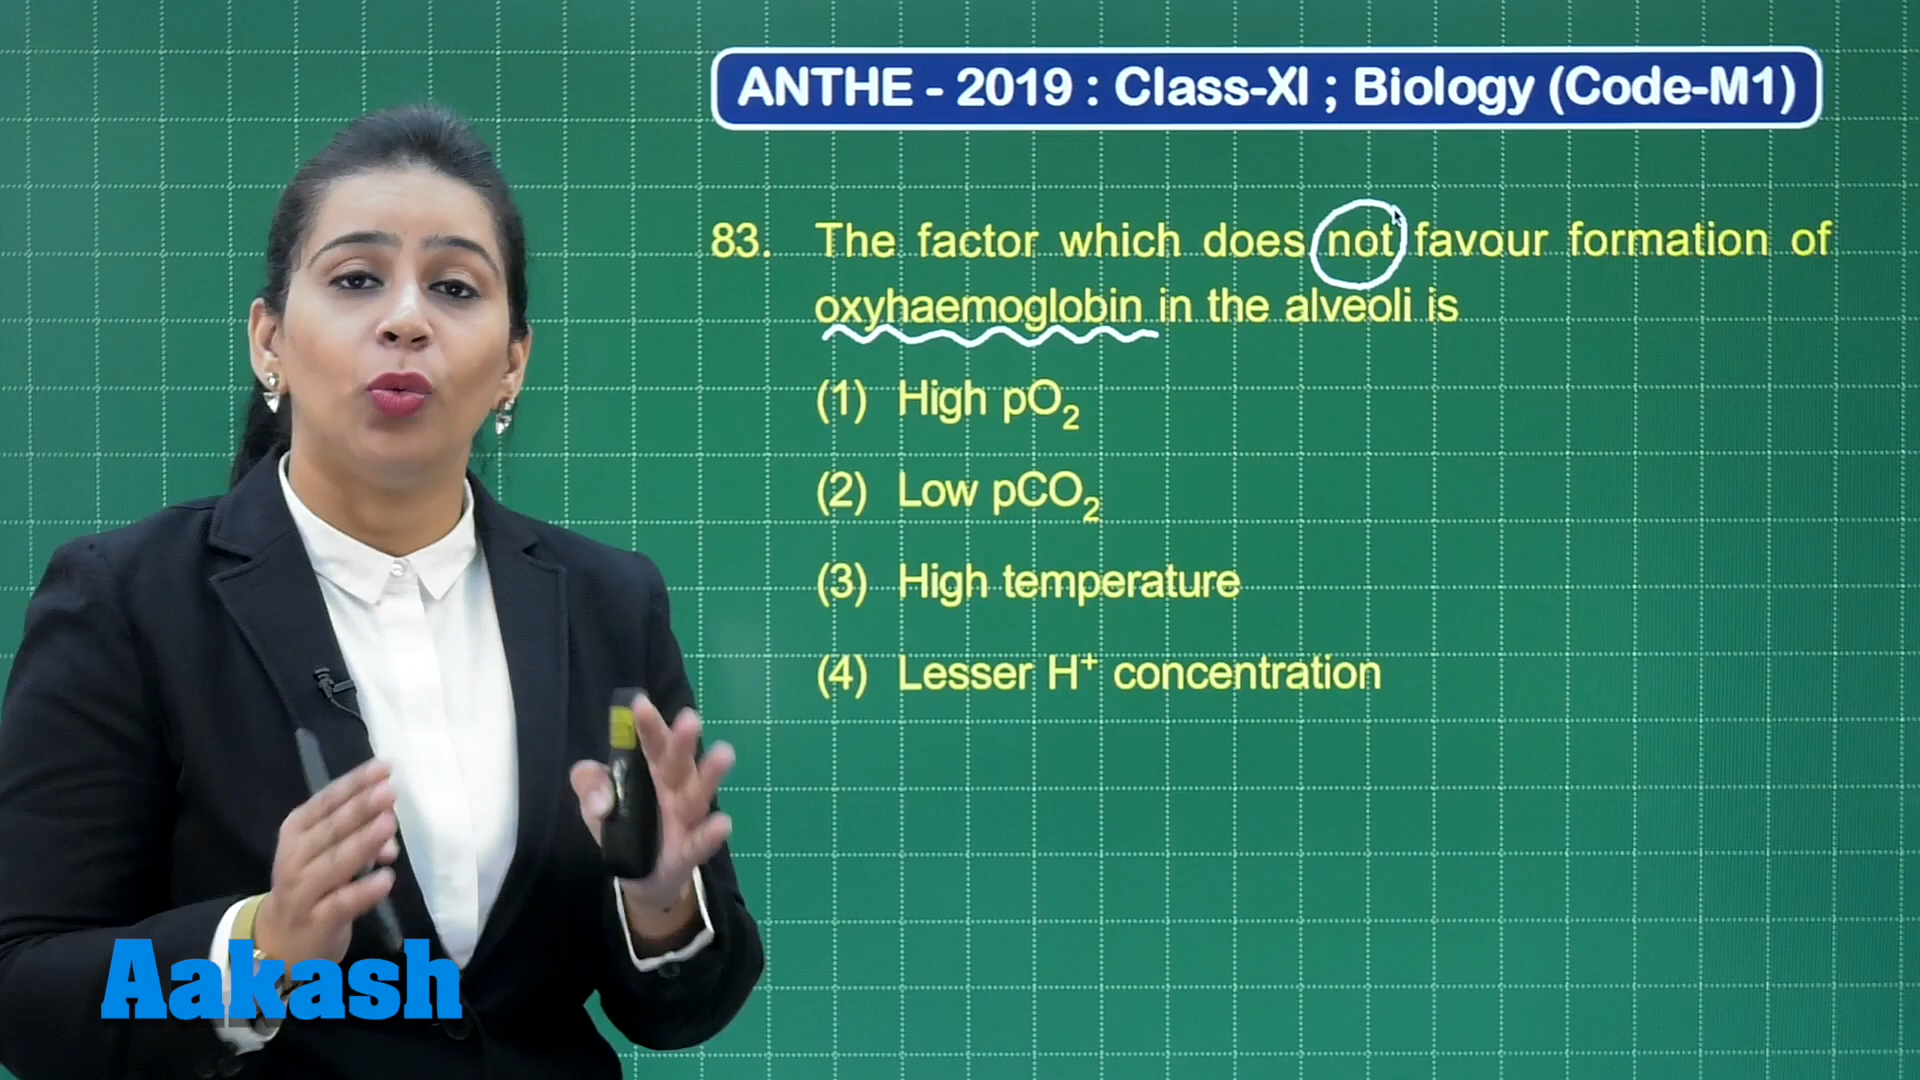 ANTHE - 2019 : Class-XI ; Biology (Code-M1)
83. The factor which does not favour formation of
oxyhaemoglobin in the alveoli is
(1) High pO₂
(2) Low pCO₂
(3) High temperature
(4) Lesser H⁺ concentration
Aakash